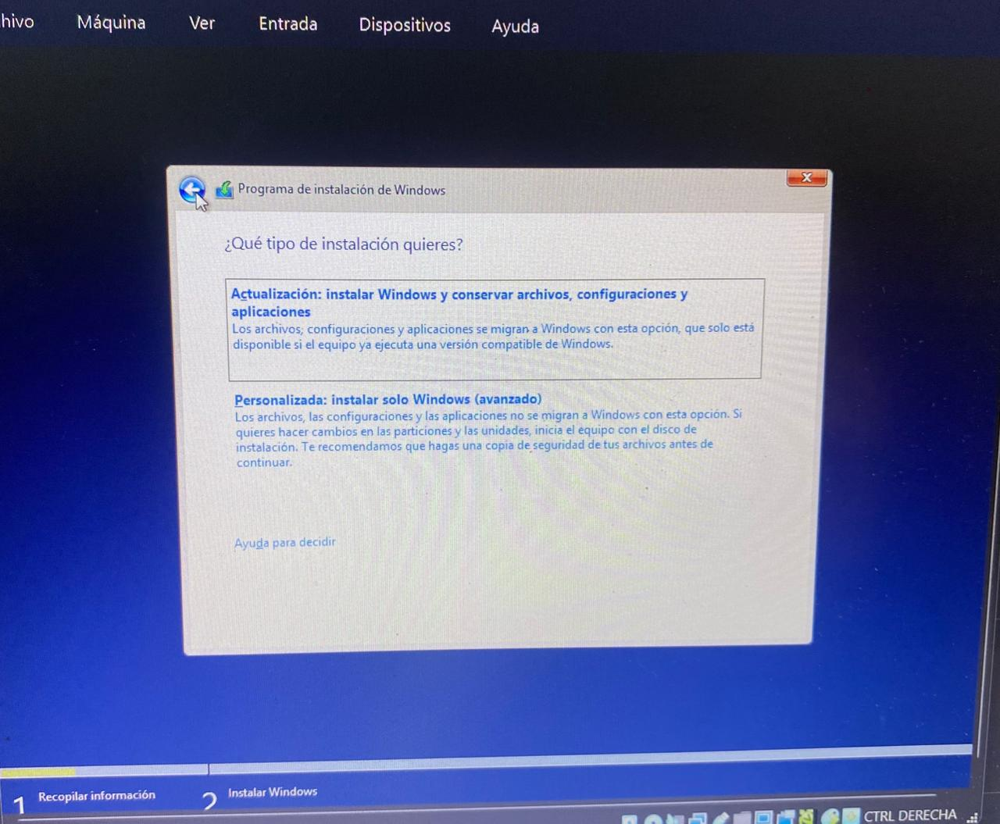 hivo Máquina Ver Entrada Dispositivos Ayuda
Programa de instalación de Windows
¿Qué tipo de instalación quieres?
Actualización: instalar Windows y conservar archivos, configuraciones y
aplicaciones
Los archivos, configuraciones y aplicaciones se migran a Windows con esta opción, que solo está
disponible si el equipo ya ejecuta una versión compatible de Windows.
Personalizada: instalar solo Windows (avanzado)
Los archivos, las configuraciones y las aplicaciones no se migran a Windows con esta opción. Si
quieres hacer cambios en las particiones y las unidades, inicia el equipo con el disco de
instalación. Te recomendamos que hagas una copia de seguridad de tus archivos antes de
continuar.
Ayuda para decidir
1 Recopilar información 2 Instalar Windows
CTRL DERECHA